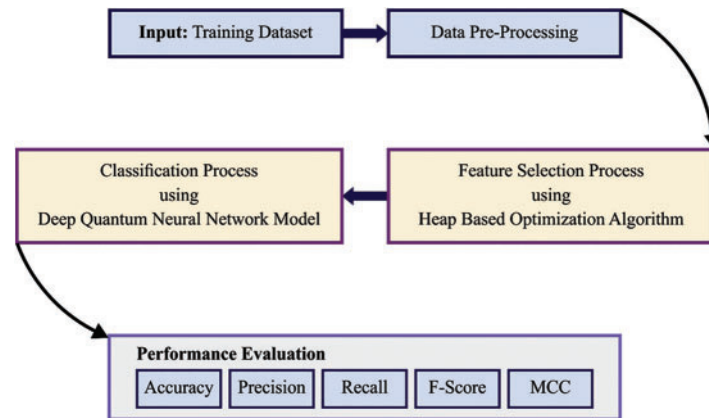 Input: Training Dataset
Data Pre-Processing
Classification Process
using
Deep Quantum Neural Network Model
Feature Selection Process
using
Heap Based Optimization Algorithm
Performance Evaluation
Accuracy
Precision
Recall
F-Score
MCC